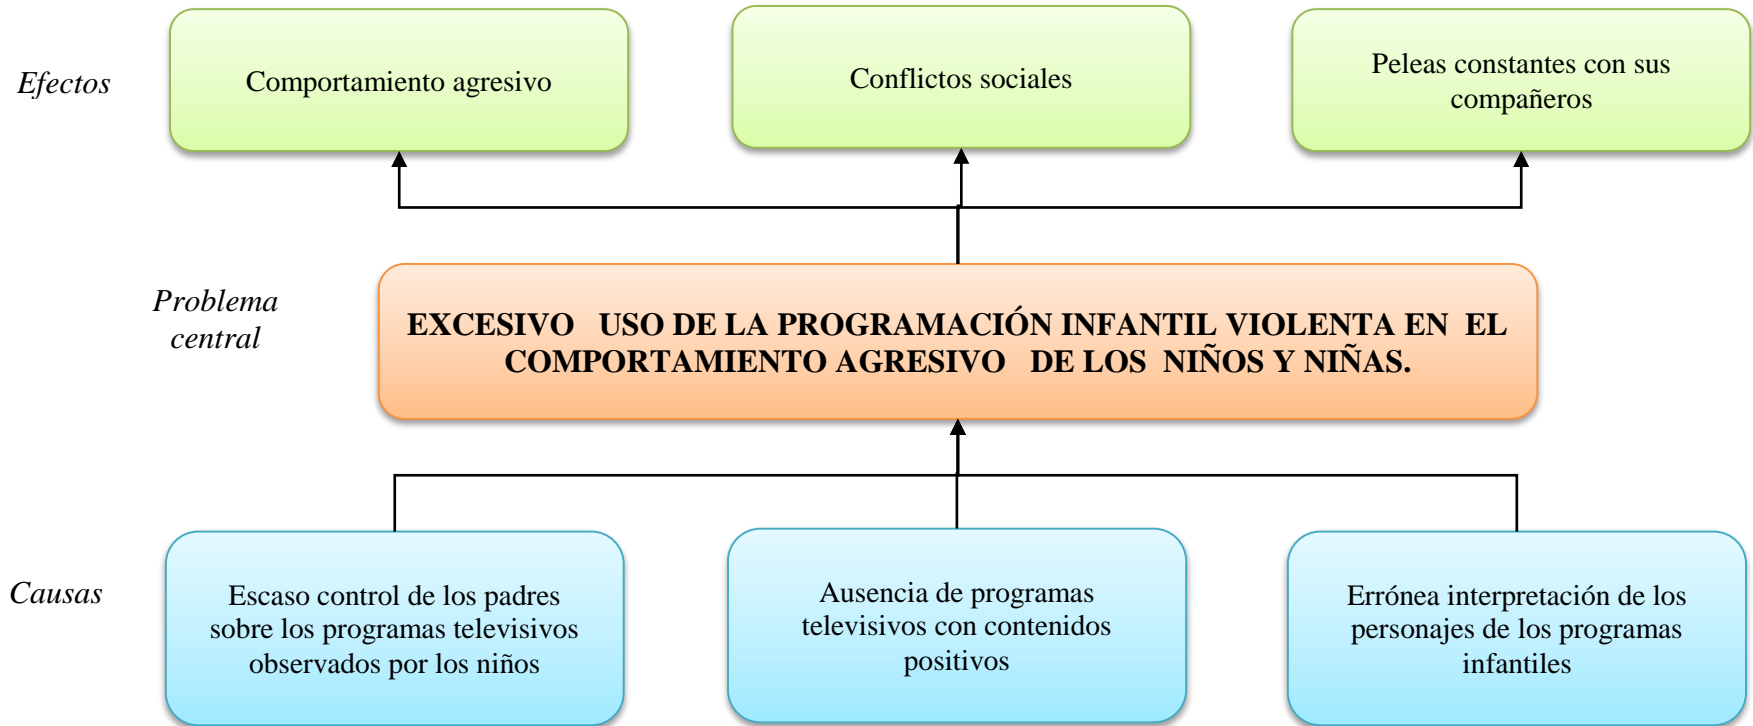 Efectos
Comportamiento agresivo
Conflictos sociales
Peleas constantes con sus
compañeros
Problema
central
EXCESIVO USO DE LA PROGRAMACIÓN INFANTIL VIOLENTA EN EL
COMPORTAMIENTO AGRESIVO DE LOS NIÑOS Y NIÑAS.
Causas
Escaso control de los padres
sobre los programas televisivos
observados por los niños
Ausencia de programas
televisivos con contenidos
positivos
Errónea interpretación de los
personajes de los programas
infantiles